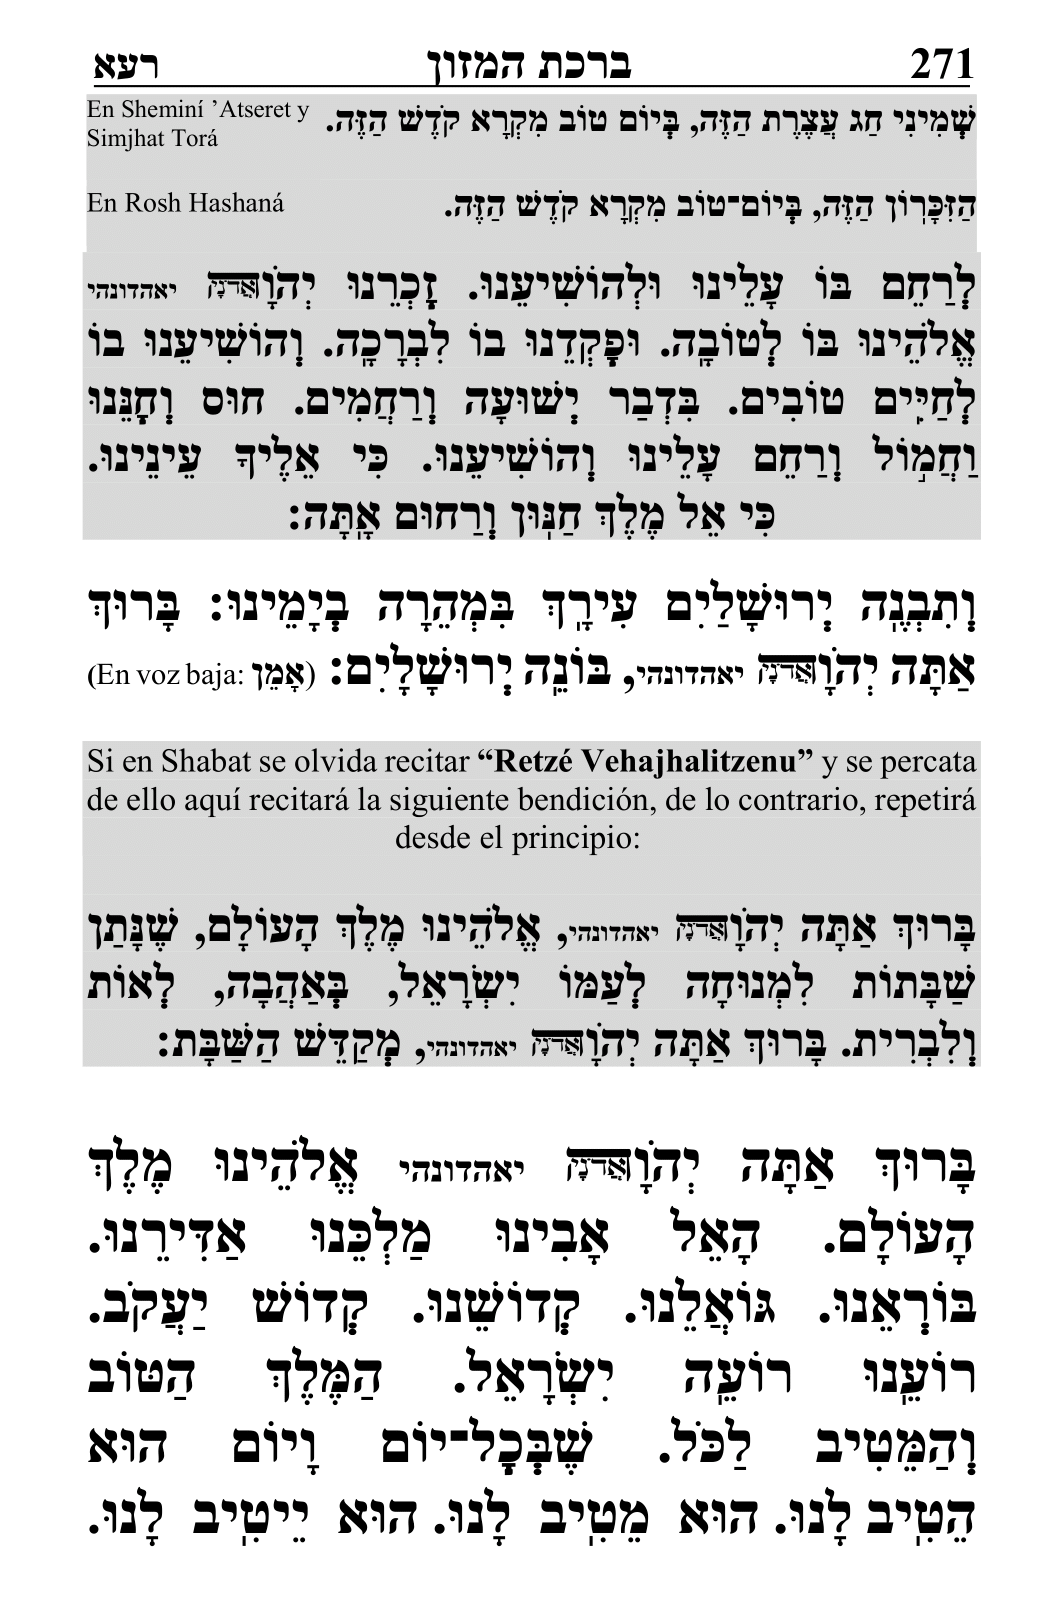 271 ברכת המזון רעא
שְׁמִינִי חַג עֲצֶרֶת הַזֶּה, בְּיוֹם טוֹב מִקְרָא קֹדֶשׁ הַזֶּה. En Sheminí ’Atseret y
Simjhat Torá
הַזִּכָּרוֹן הַזֶּה, בְּיוֹם־טוֹב מִקְרָא קֹדֶשׁ הַזֶּה. En Rosh Hashaná
לְרַחֵם בּוֹ עָלֵינוּ וּלְהוֹשִׁיעֵנוּ. זָכְרֵנוּ יְהֹוָאֲדֹנָי יאהדונהי
אֱלֹהֵינוּ בּוֹ לְטוֹבָה. וּפָקְדֵנוּ בוֹ לִבְרָכָה. וְהוֹשִׁיעֵנוּ בוֹ
לְחַיִּים טוֹבִים. בִּדְבַר יְשׁוּעָה וְרַחֲמִים. חוּס וְחָנֵּנוּ
וַחֲמוֹל וְרַחֵם עָלֵינוּ וְהוֹשִׁיעֵנוּ. כִּי אֵלֶיךָ עֵינֵינוּ.
כִּי אֵל מֶלֶךְ חַנּוּן וְרַחוּם אָתָּה:
וְתִבְנֶה יְרוּשָׁלַיִם עִירָךְ בִּמְהֵרָה בְיָמֵינוּ: בָּרוּךְ
אַתָּה יְהֹוָאֲדֹנָי יאהדונהי, בּוֹנֵה יְרוּשָׁלָיִם: (En voz baja: אָמֵן)
Si en Shabat se olvida recitar “Retzé Vehajhalitzenu” y se percata
de ello aquí recitará la siguiente bendición, de lo contrario, repetirá
desde el principio:
בָּרוּךְ אַתָּה יְהֹוָאֲדֹנָי יאהדונהי, אֱלֹהֵינוּ מֶלֶךְ הָעוֹלָם, שֶׁנָּתַן
שַׁבָּתוֹת לִמְנוּחָה לְעַמּוֹ יִשְׂרָאֵל, בְּאַהֲבָה, לְאוֹת
וְלִבְרִית. בָּרוּךְ אַתָּה יְהֹוָאֲדֹנָי יאהדונהי, מְקַדֵּשׁ הַשַּׁבָּת:
בָּרוּךְ אַתָּה יְהֹוָאֲדֹנָי יאהדונהי אֱלֹהֵינוּ מֶלֶךְ
הָעוֹלָם. הָאֵל אָבִינוּ מַלְכֵּנוּ אַדִּירֵנוּ.
בּוֹרְאֵנוּ. גּוֹאֲלֵנוּ. קְדוֹשֵׁנוּ. קְדוֹשׁ יַעֲקֹב.
רוֹעֵנוּ רוֹעֵה יִשְׂרָאֵל. הַמֶּלֶךְ הַטּוֹב
וְהַמֵּטִיב לַכֹּל. שֶׁבְּכָל־יוֹם וָיוֹם הוּא
הֵטִיב לָנוּ. הוּא מֵטִיב לָנוּ. הוּא יֵיטִיב לָנוּ.